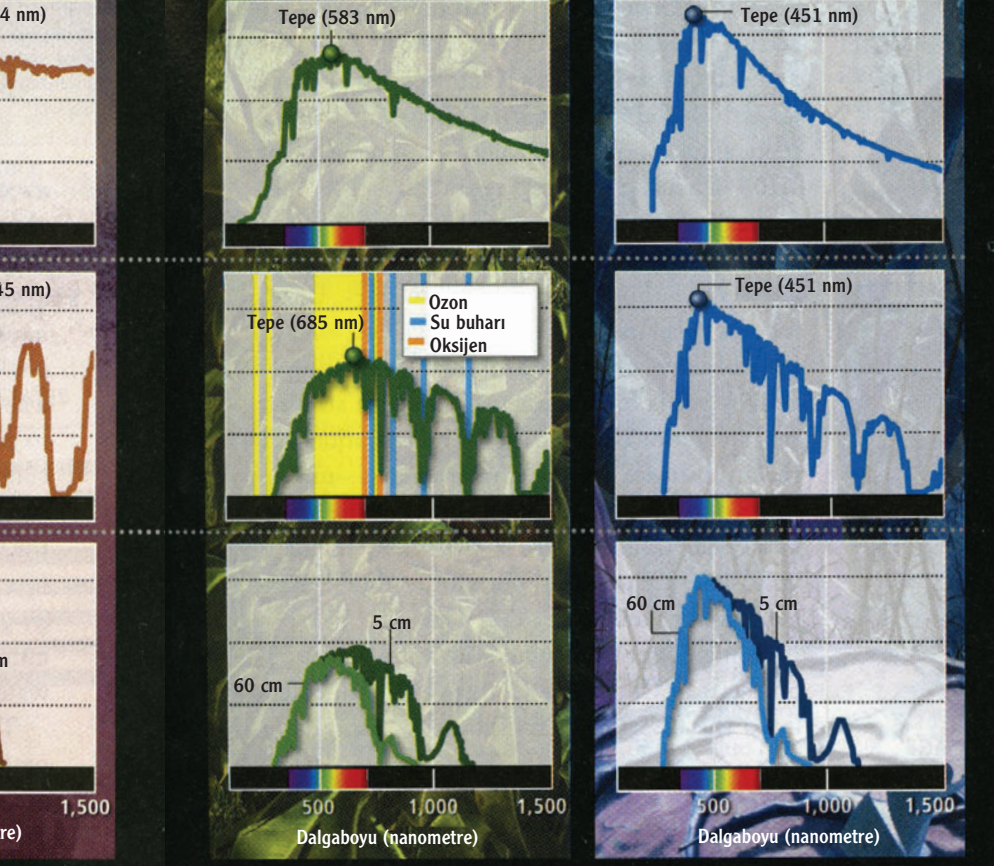 4 nm)
Tepe (583 nm)
Tepe (451 nm)
45 nm)
Tepe (685 nm)
Ozon
Su buharı
Oksijen
Tepe (451 nm)
m
60 cm
5 cm
60 cm
5 cm
1,500
500
1,000
1,500
500
1,000
1,500
re)
Dalgaboyu (nanometre)
Dalgaboyu (nanometre)